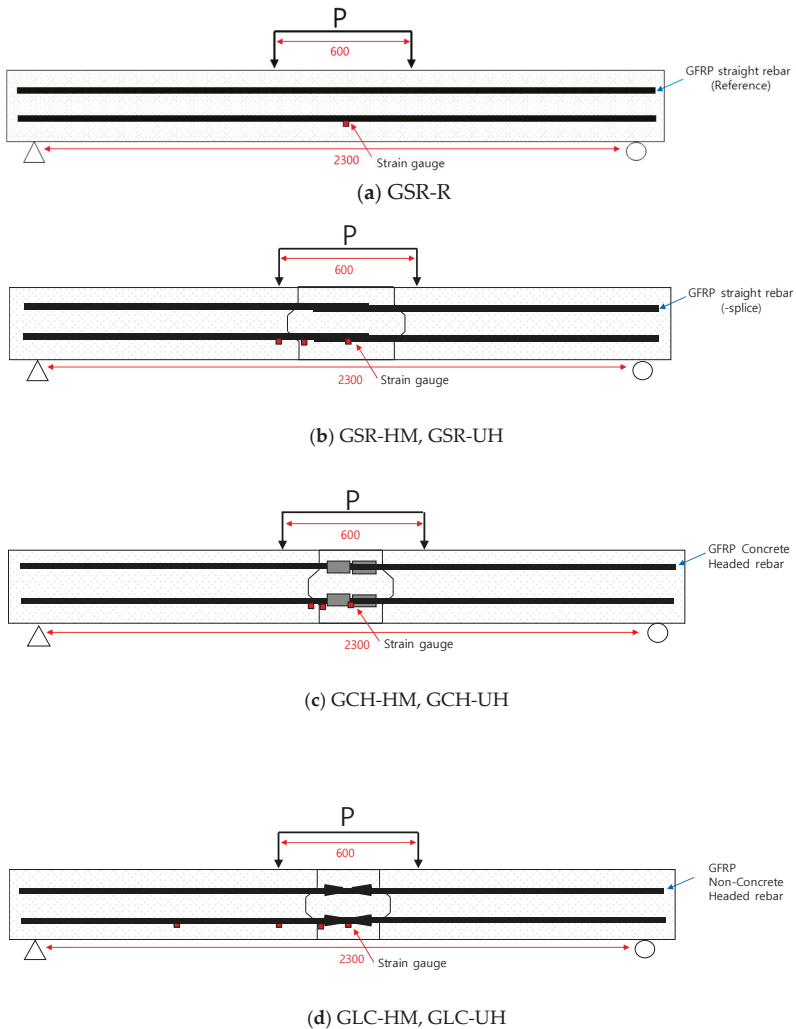 P
600
GFRP straight rebar
(Reference)
2300
Strain gauge
(a) GSR-R
P
600
GFRP straight rebar
(-splice)
2300
Strain gauge
(b) GSR-HM, GSR-UH
P
600
GFRP Concrete
Headed rebar
2300
Strain gauge
(c) GCH-HM, GCH-UH
P
600
GFRP
Non-Concrete
Headed rebar
2300
Strain gauge
(d) GLC-HM, GLC-UH